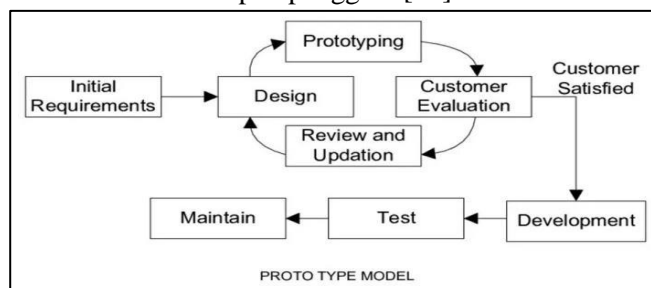 Prototyping
Initial
Requirements
Design
Customer
Evaluation
Customer
Satisfied
Review and
Updation
Maintain
Test
Development
PROTO TYPE MODEL